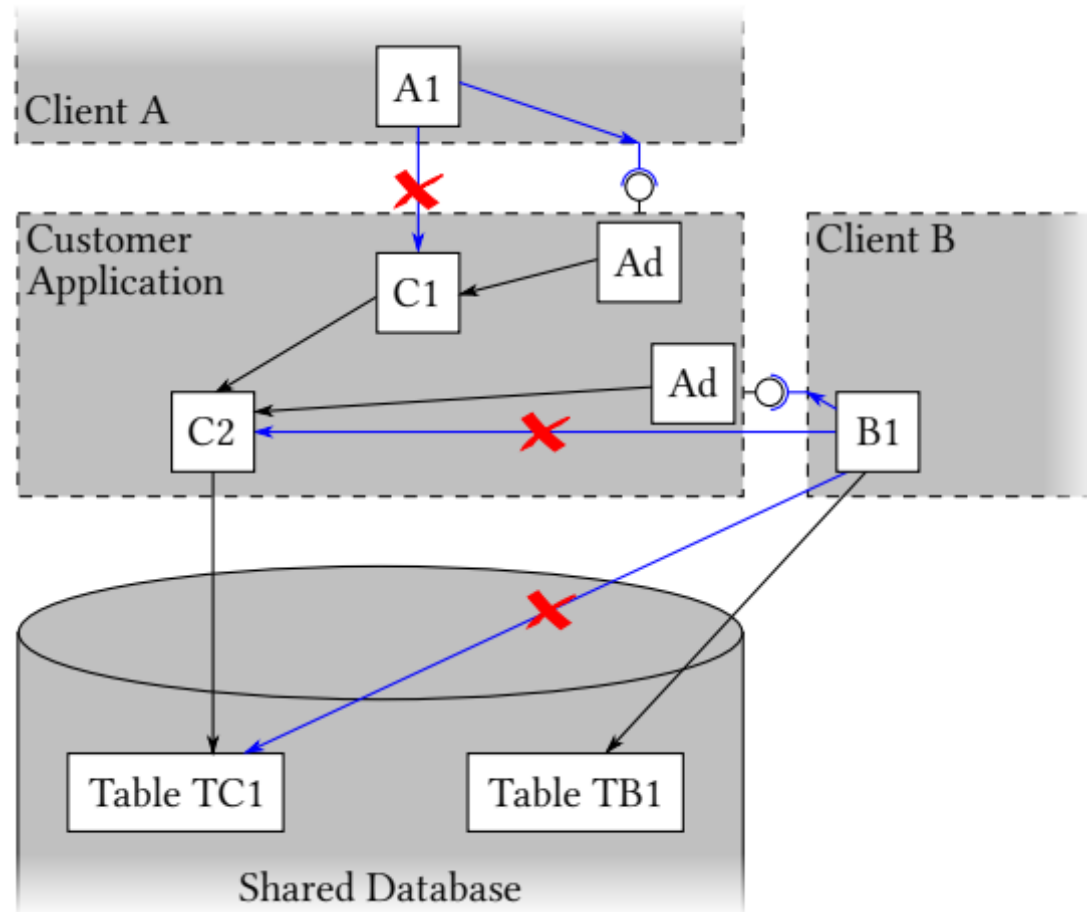 A1
Client A
Customer
Application
Client B
Ad
C1
Ad
C2
B1
Table TC1
Table TB1
Shared Database